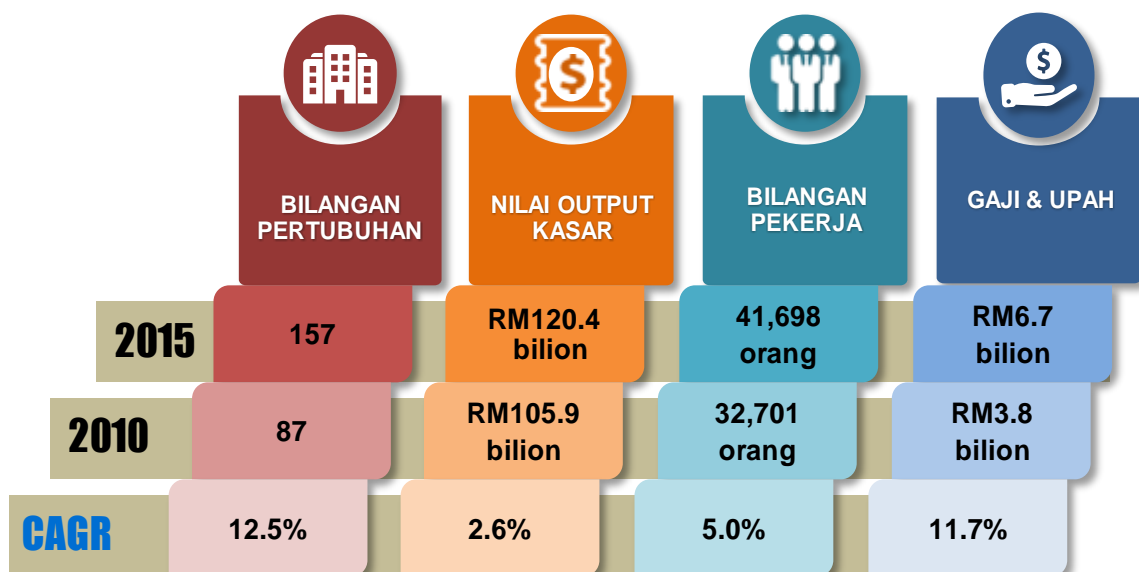 BILANGAN
PERTUBUHAN
NILAI OUTPUT
KASAR
BILANGAN
PEKERJA
GAJI & UPAH
2015
157
RM120.4
bilion
41,698
orang
RM6.7
bilion
2010
87
RM105.9
bilion
32,701
orang
RM3.8
bilion
CAGR
12.5%
2.6%
5.0%
11.7%